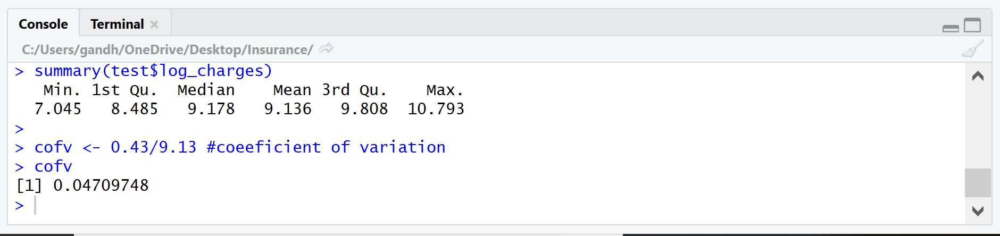 Console Terminal
C:/Users/gandh/OneDrive/Desktop/Insurance/
> summary(test$log_charges)
Min. 1st Qu. Median Mean 3rd Qu. Max.
7.045 8.485 9.178 9.136 9.808 10.793
>
> cofv <- 0.43/9.13 #coeeficient of variation
> cofv
[1] 0.04709748
>